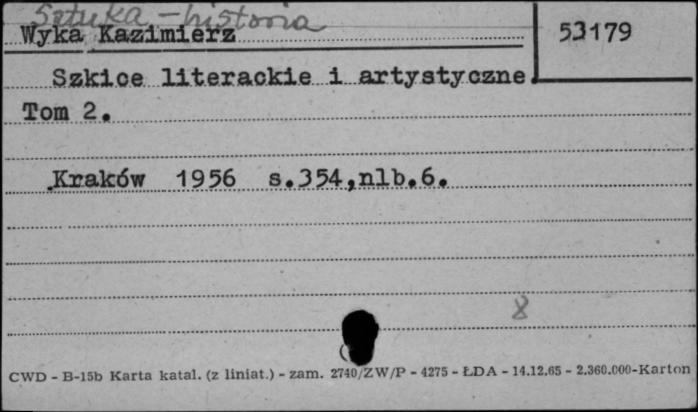 Sztuka - historia
Wyka Kazimierz
53179
Szkice literackie i artystyczne.
Tom 2.
Kraków 1956 s.354,nlb.6.
8
CWD - B-15b Karta katal. (z liniat.) - zam. 2740/ZW/P - 4275 - ŁDA - 14.12.65 - 2.360.000-Karton